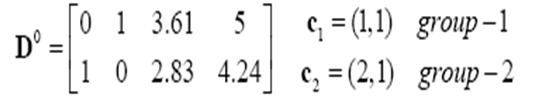 D⁰ = [0 1 3.61 5
1 0 2.83 4.24] c₁ = (1,1) group − 1
c₂ = (2,1) group − 2